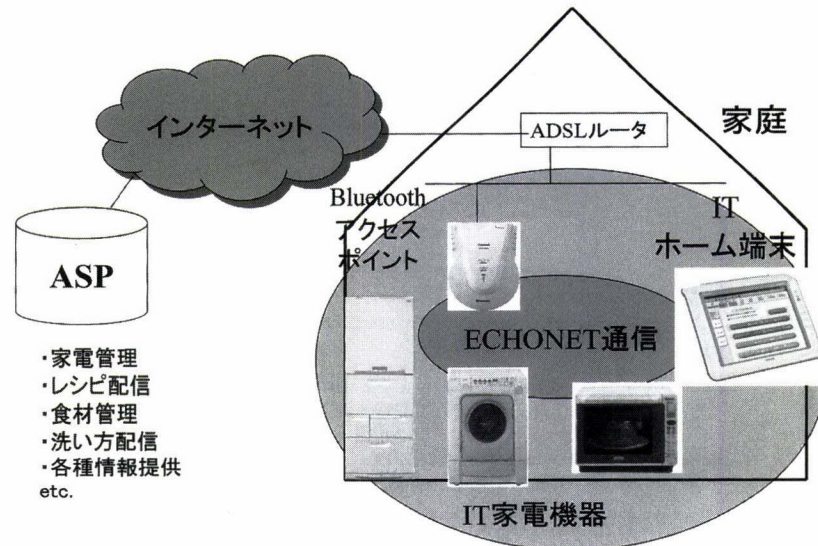 インターネット
ADSLルータ
家庭
Bluetooth
アクセス
ポイント
IT
ホーム端末
ASP
ECHONET通信
・家電管理
・レシピ配信
・食材管理
・洗い方配信
・各種情報提供
etc.
IT家電機器